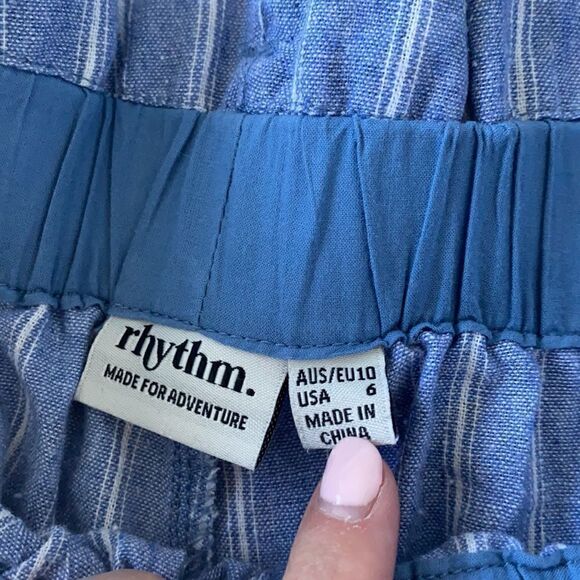 rhythm.
MADE FOR ADVENTURE
AUS/EU10
USA 6
MADE IN
CHINA